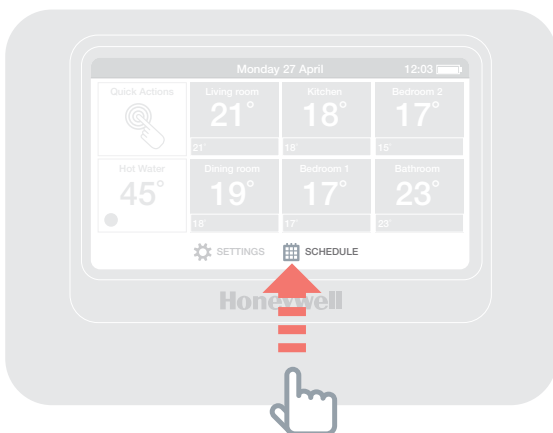 Monday 27 April 12:03
Quick Actions
Living room
21°
21°
Kitchen
18°
18°
Bedroom 2
17°
15°
Hot Water
45°
Dining room
19°
18°
Bedroom 1
17°
17°
Bathroom
23°
23°
SETTINGS SCHEDULE
Honeywell